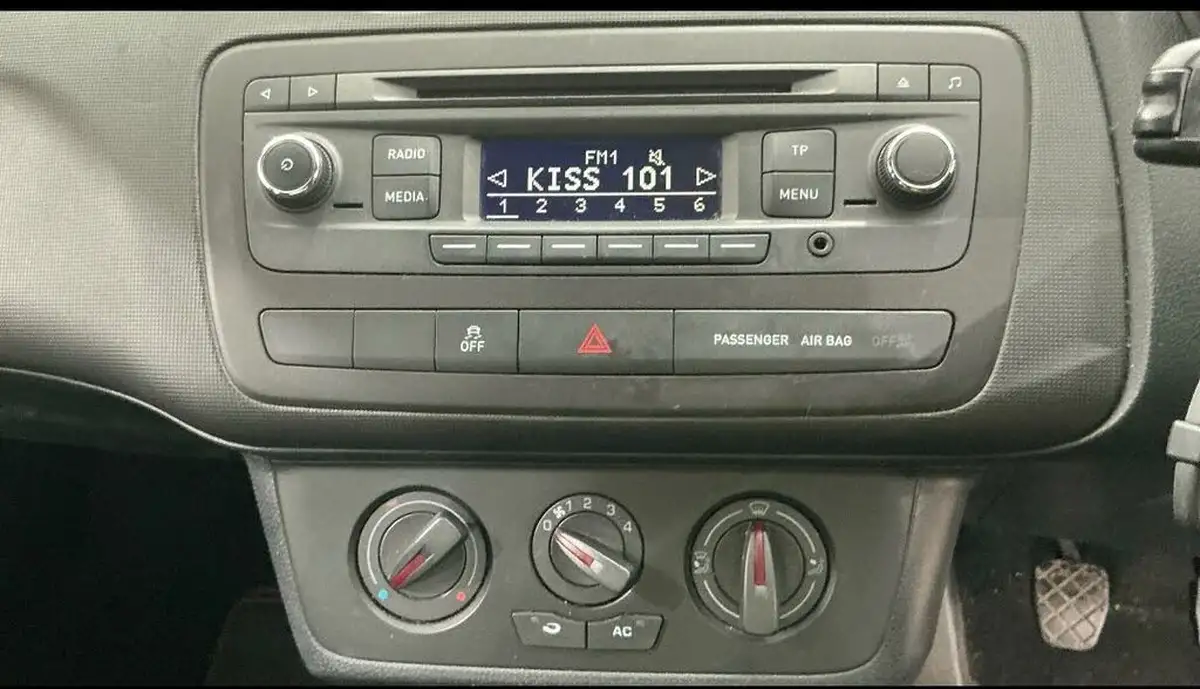 RADIO
MEDIA
FM1
KISS 101
1 2 3 4 5 6
TP
MENU
OFF
PASSENGER AIR BAG OFF
0 1 2 3 4
AC